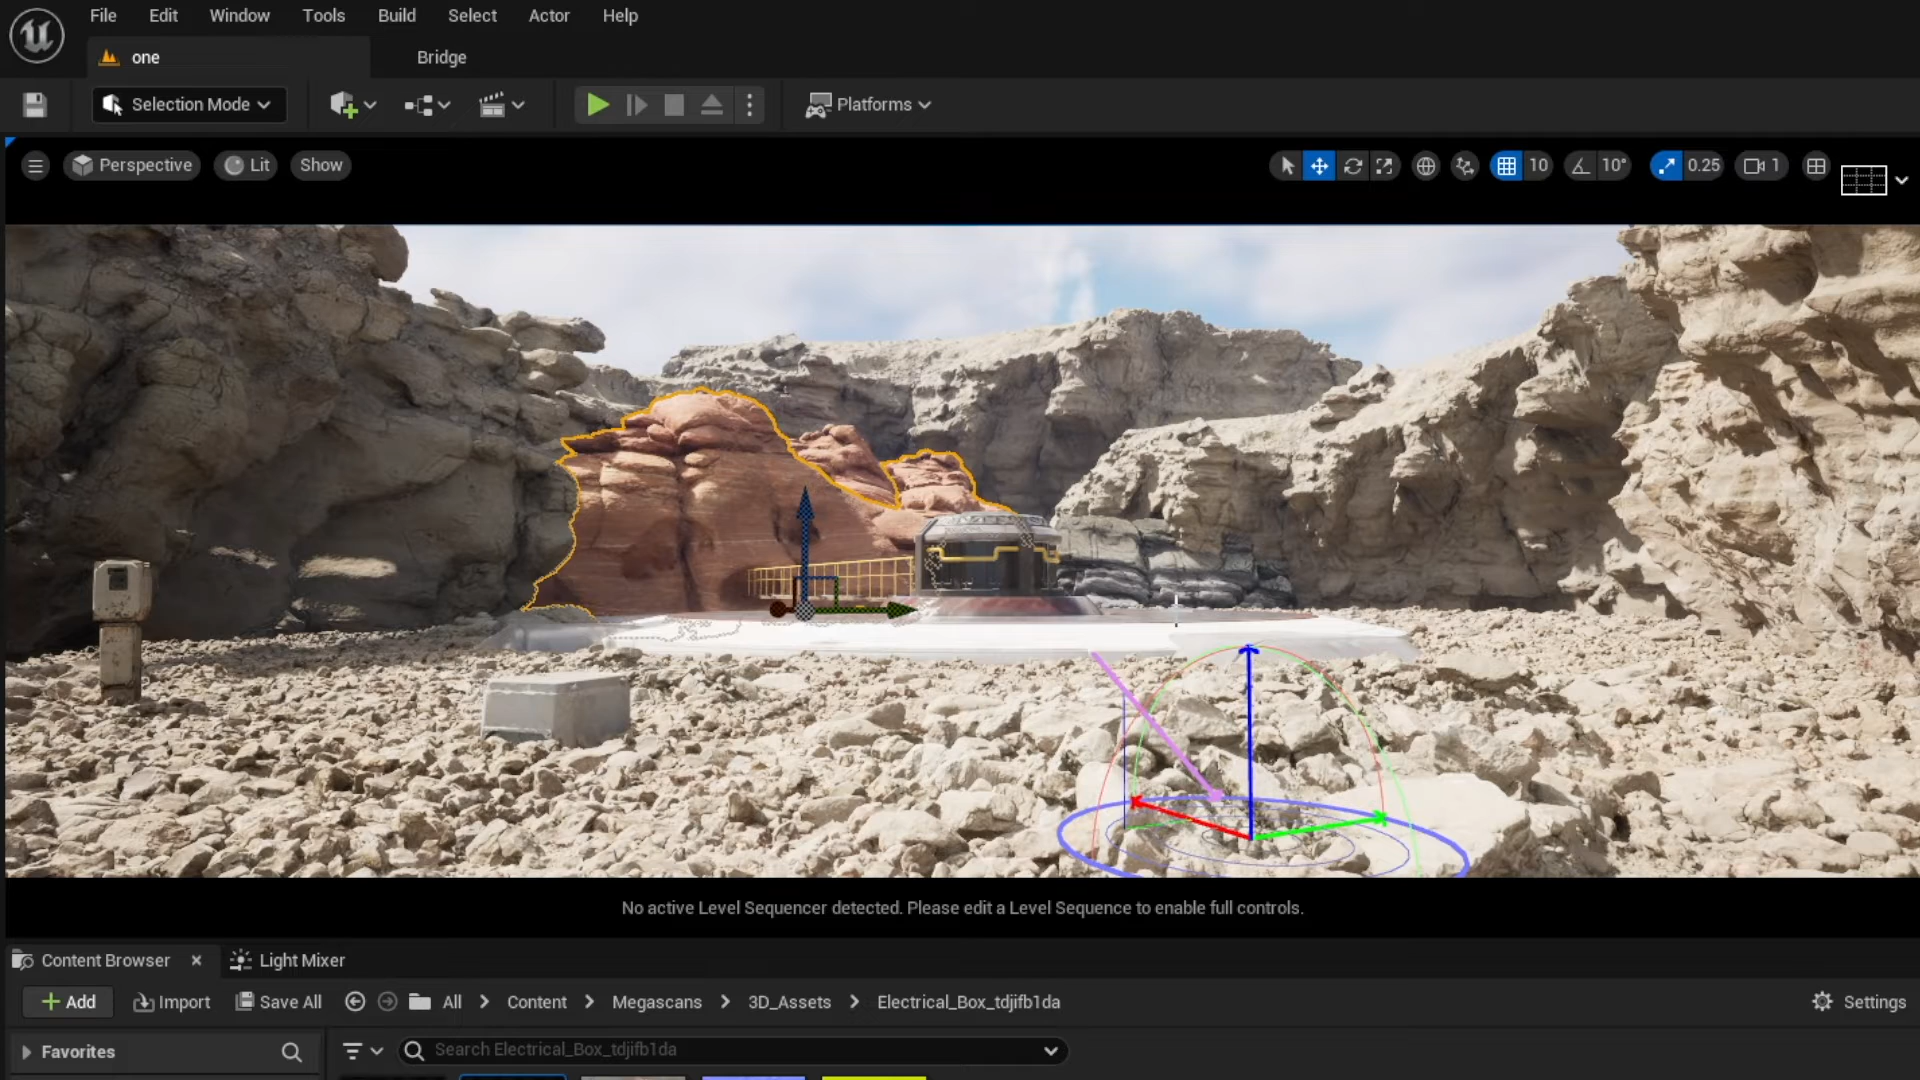 File Edit Window Tools Build Select Actor Help
one Bridge
Selection Mode Platforms
Perspective Lit Show 10 10° 0.25 1
No active Level Sequencer detected. Please edit a Level Sequence to enable full controls.
Content Browser Light Mixer
Add Import Save All All Content Megascans 3D_Assets Electrical_Box_tdjifb1da Settings
Favorites Search Electrical_Box_tdjifb1da